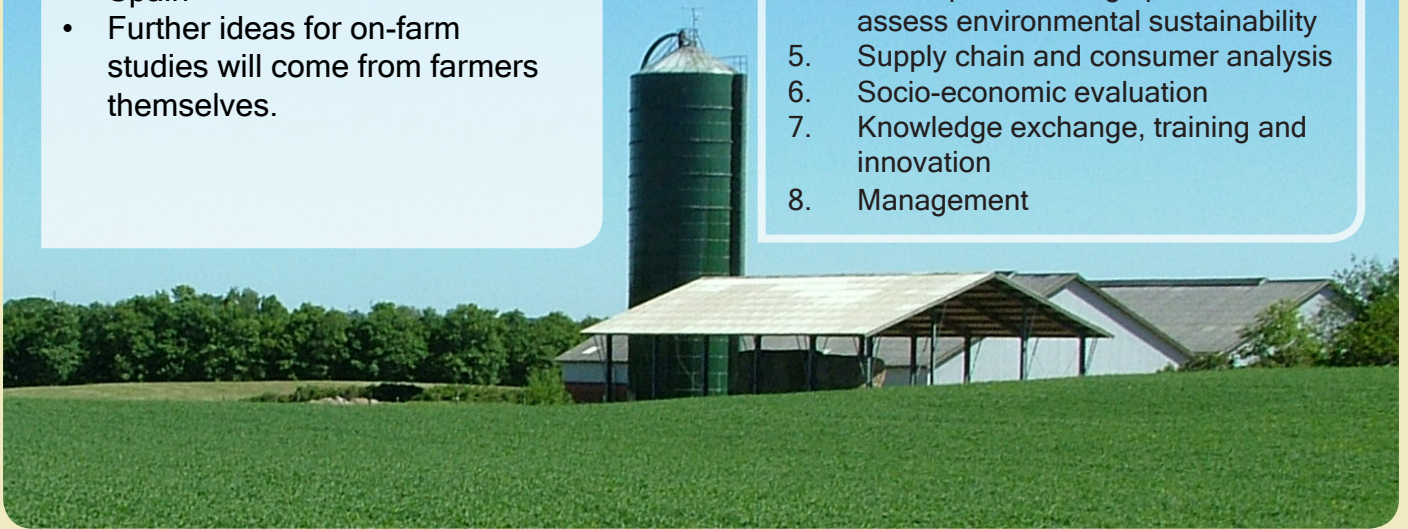 • Further ideas for on-farm
studies will come from farmers
themselves.
assess environmental sustainability
5. Supply chain and consumer analysis
6. Socio-economic evaluation
7. Knowledge exchange, training and
innovation
8. Management